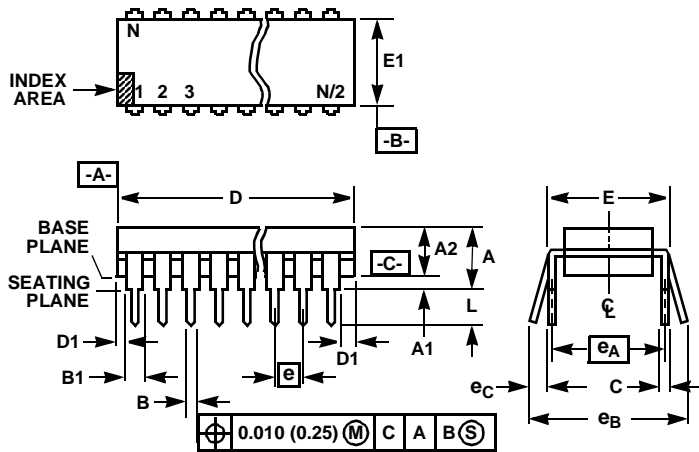 N
INDEX
AREA
1 2 3 N/2
E1
-B-
-A-
D
E
BASE
PLANE
A2
A
-C-
SEATING
PLANE
L
℄
D1
A1
D1
eA
B1
e
eC
C
B
eB
⌖ 0.010 (0.25) Ⓜ C A B Ⓢ